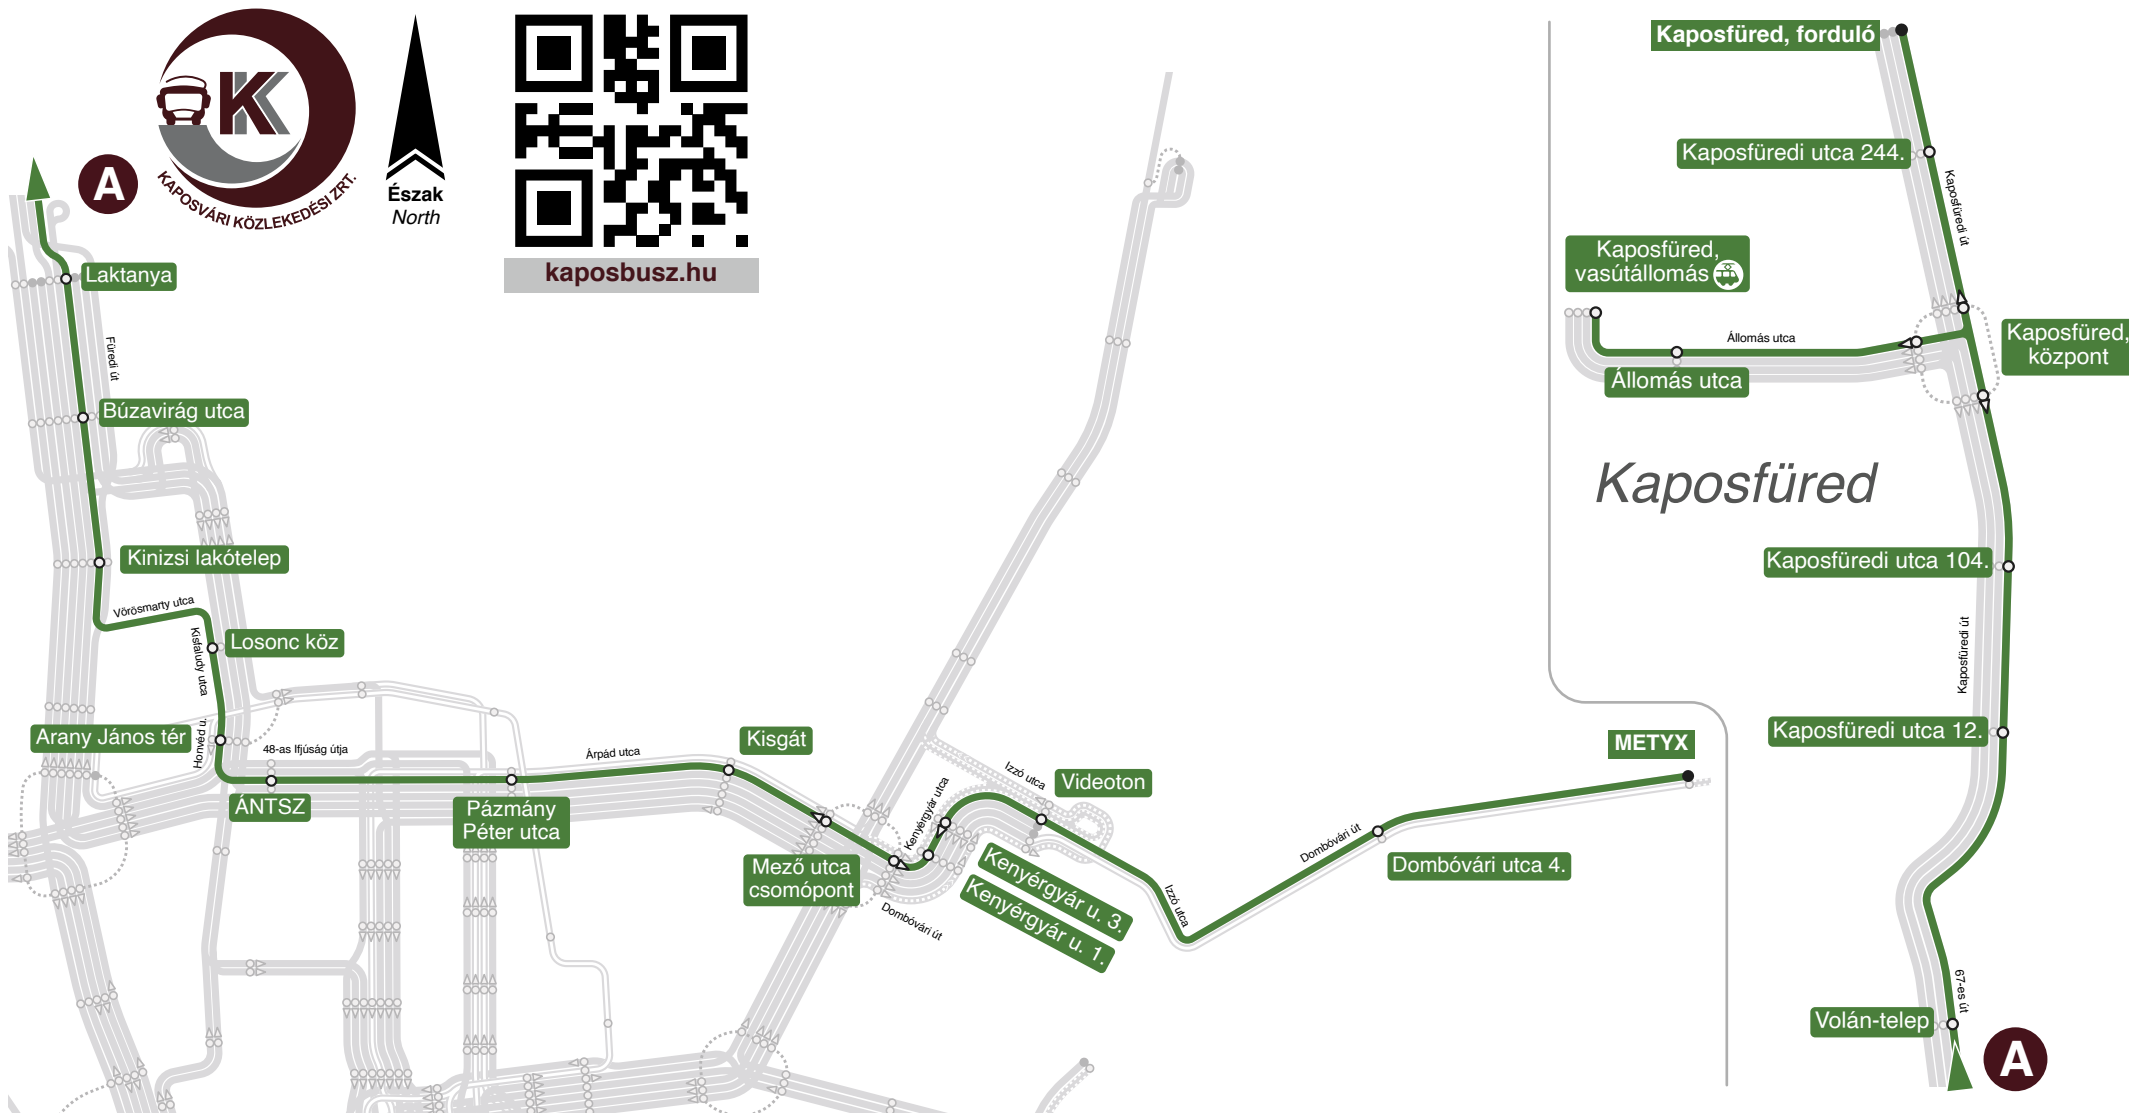 A
K
KAPOSVÁRI KÖZLEKEDÉSI ZRT.
Észak
North
kaposbusz.hu
Laktanya
Füredi út
Búzavirág utca
Kinizsi lakótelep
Vörösmarty utca
Kisfaludy utca
Losonc köz
Arany János tér
Honvéd u.
48-as Ifjúság útja
ÁNTSZ
Pázmány
Péter utca
Árpád utca
Kisgát
Mező utca
csomópont
Kenyérgyár utca
Dombóvári út
Izzó utca
Videoton
Kenyérgyár u. 3.
Kenyérgyár u. 1.
Izzó utca
Dombóvári út
Dombóvári utca 4.
METYX
Kaposfüred, forduló
Kaposfüredi utca 244.
Kaposfüredi út
Kaposfüred,
vasútállomás
Állomás utca
Állomás utca
Kaposfüred,
központ
Kaposfüred
Kaposfüredi utca 104.
Kaposfüredi út
Kaposfüredi utca 12.
67-es út
Volán-telep
A